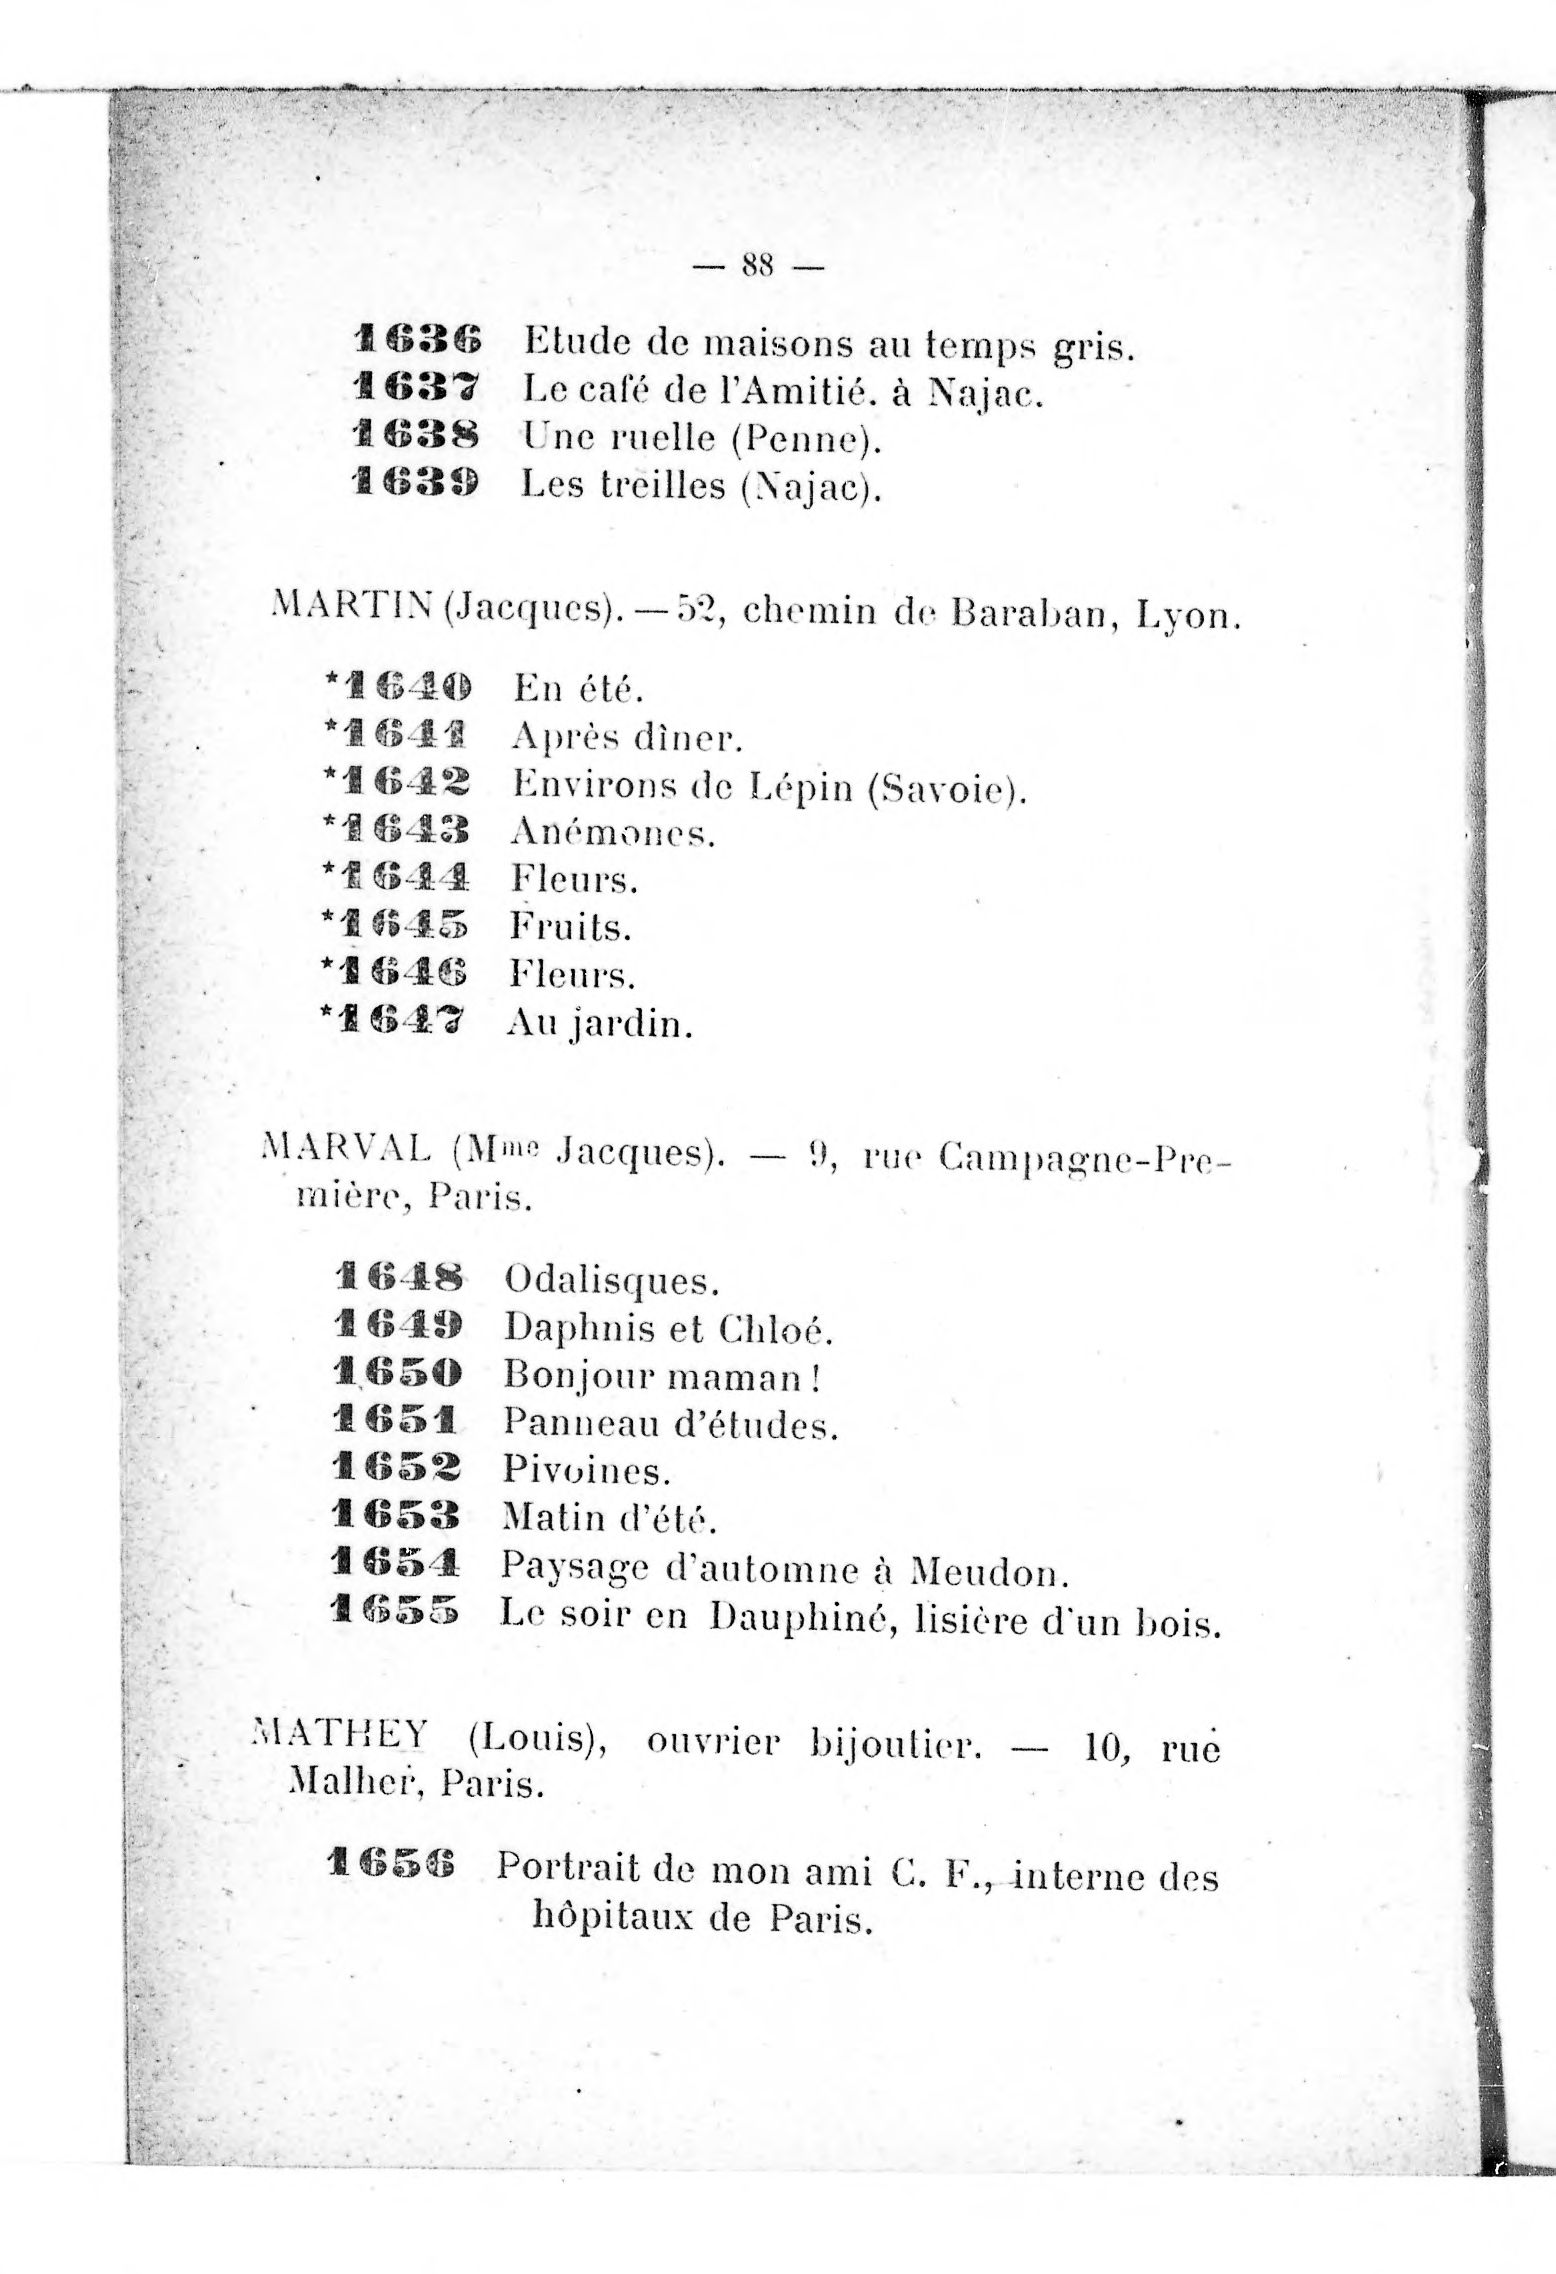 — 88 —
1636 Etude de maisons au temps gris.
1637 Le café de l'Amitié. à Najac.
1638 Une ruelle (Penne).
1639 Les treilles (Najac).
MARTIN (Jacques). — 52, chemin de Baraban, Lyon.
*1640 En été.
*1641 Après dîner.
*1642 Environs de Lépin (Savoie).
*1643 Anémones.
*1644 Fleurs.
*1645 Fruits.
*1646 Fleurs.
*1647 Au jardin.
MARVAL (Mme Jacques). — 9, rue Campagne-Pre-
mière, Paris.
1648 Odalisques.
1649 Daphnis et Chloé.
1650 Bonjour maman !
1651 Panneau d'études.
1652 Pivoines.
1653 Matin d'été.
1654 Paysage d'automne à Meudon.
1655 Le soir en Dauphiné, lisière d'un bois.
MATHEY (Louis), ouvrier bijoutier. — 10, rue
Malher, Paris.
1656 Portrait de mon ami C. F., interne des
hôpitaux de Paris.